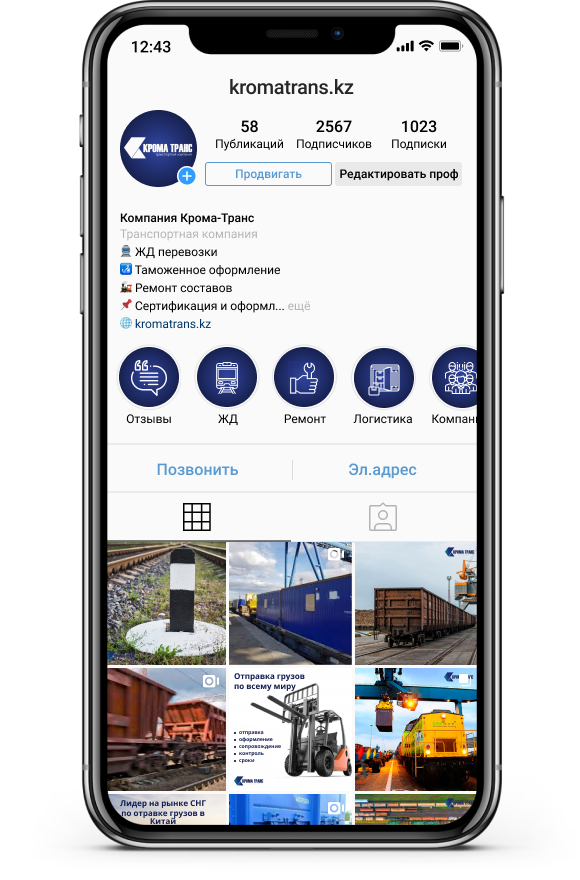 12:43
kromatrans.kz
КРОМА ТРАНС
58
2567
1023
Публикаций
Подписчиков
Подписки
Продвигать
Редактировать проф
Компания Крома-Транс
Транспортная компания
ЖД перевозки
Таможенное оформление
Ремонт составов
Сертификация и оформл... ещё
kromatrans.kz
Отзывы
ЖД
Ремонт
Логистика
Компан
Позвонить
Эл.адрес
КРОМА ТРАНС
Отправка грузов
по всему миру
• отправка
• оформление
• сопровождение
• контроль
• сроки
КРОМА ТРАНС
Лидер на рынке СНГ
по отравке грузов в
Китай